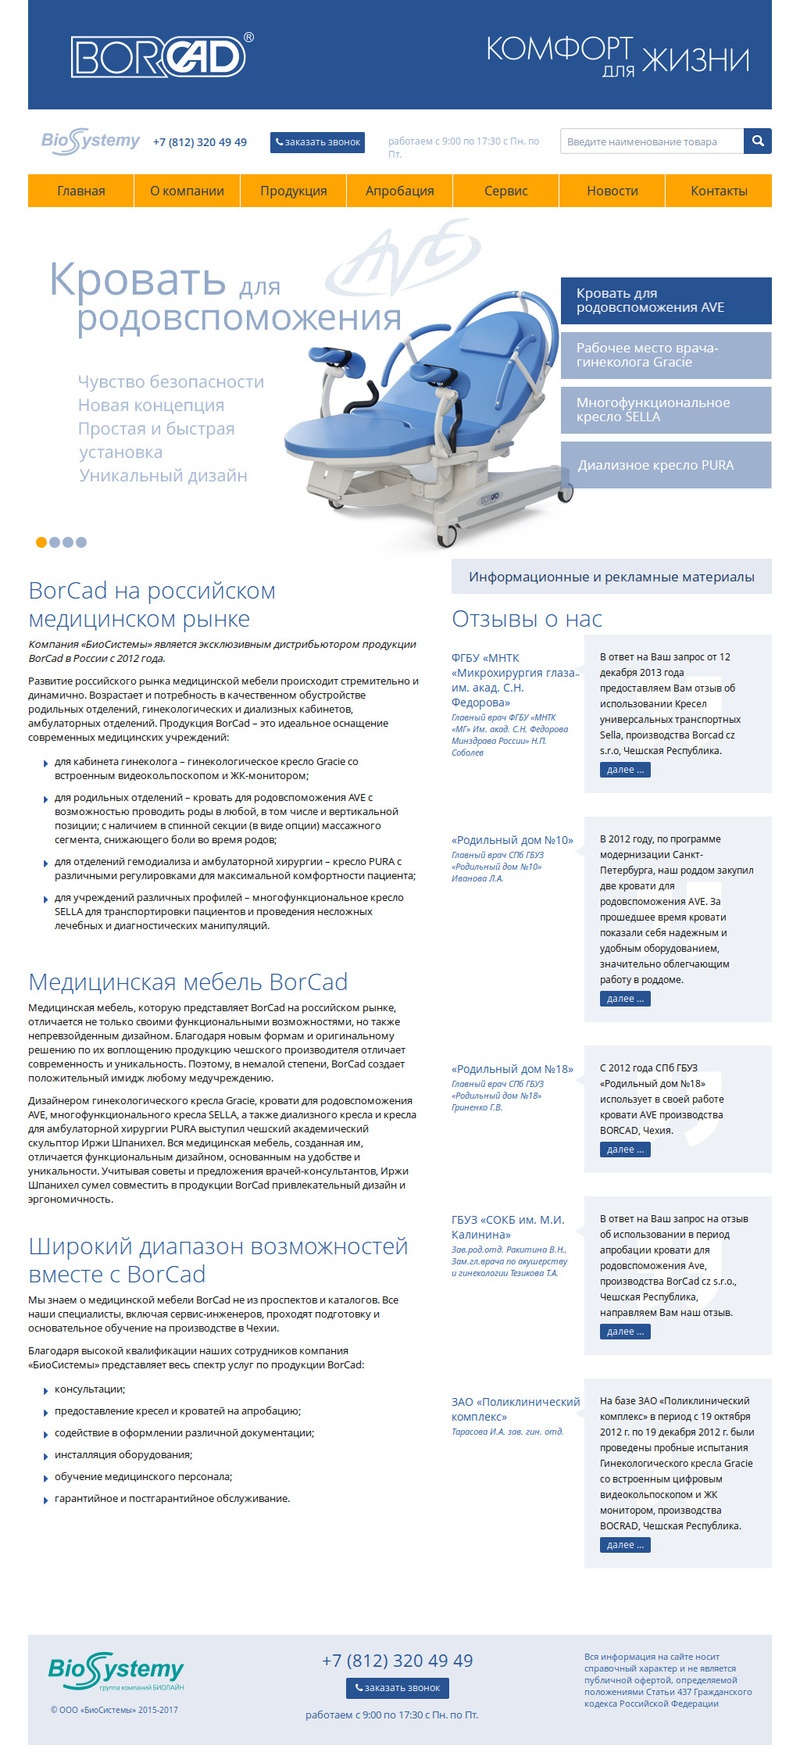 BORCAD®
КОМФОРТ
для ЖИЗНИ
BioSystemy
+7 (812) 320 49 49
заказать звонок
работаем с 9:00 по 17:30 с Пн. по
Пт.
Введите наименование товара
Главная
О компании
Продукция
Апробация
Сервис
Новости
Контакты
AVE
Кровать для
родовспоможения
Чувство безопасности
Новая концепция
Простая и быстрая
установка
Уникальный дизайн
BORCAD
Кровать для
родовспоможения AVE
Рабочее место врача-
гинеколога Gracie
Многофункциональное
кресло SELLA
Диализное кресло PURA
BorCad на российском
медицинском рынке
Компания «БиоСистемы» является эксклюзивным дистрибьютором продукции
BorCad в России с 2012 года.
Развитие российского рынка медицинской мебели происходит стремительно и
динамично. Возрастает и потребность в качественном обустройстве
родильных отделений, гинекологических и диализных кабинетов,
амбулаторных отделений. Продукция BorCad – это идеальное оснащение
современных медицинских учреждений:
для кабинета гинеколога – гинекологическое кресло Gracie со
встроенным видеокольпоскопом и ЖК-монитором;
для родильных отделений – кровать для родовспоможения AVE с
возможностью проводить роды в любой, в том числе и вертикальной
позиции; с наличием в спинной секции (в виде опции) массажного
сегмента, снижающего боли во время родов;
для отделений гемодиализа и амбулаторной хирургии – кресло PURA с
различными регулировками для максимальной комфортности пациента;
для учреждений различных профилей – многофункциональное кресло
SELLA для транспортировки пациентов и проведения несложных
лечебных и диагностических манипуляций.
Медицинская мебель BorCad
Медицинская мебель, которую представляет BorCad на российском рынке,
отличается не только своими функциональными возможностями, но также
непревзойденным дизайном. Благодаря новым формам и оригинальному
решению по их воплощению продукцию чешского производителя отличает
современность и уникальность. Поэтому, в немалой степени, BorCad создает
положительный имидж любому медучреждению.
Дизайнером гинекологического кресла Gracie, кровати для родовспоможения
AVE, многофункционального кресла SELLA, а также диализного кресла и кресла
для амбулаторной хирургии PURA выступил чешский академический
скульптор Иржи Шпанихел. Вся медицинская мебель, созданная им,
отличается функциональным дизайном, основанным на удобстве и
уникальности. Учитывая советы и предложения врачей-консультантов, Иржи
Шпанихел сумел совместить в продукции BorCad привлекательный дизайн и
эргономичность.
Широкий диапазон возможностей
вместе с BorCad
Мы знаем о медицинской мебели BorCad не из проспектов и каталогов. Все
наши специалисты, включая сервис-инженеров, проходят подготовку и
основательное обучение на производстве в Чехии.
Благодаря высокой квалификации наших сотрудников компания
«БиоСистемы» представляет весь спектр услуг по продукции BorCad:
консультации;
предоставление кресел и кроватей на апробацию;
содействие в оформлении различной документации;
инсталляция оборудования;
обучение медицинского персонала;
гарантийное и постгарантийное обслуживание.
Информационные и рекламные материалы
Отзывы о нас
ФГБУ «МНТК
«Микрохирургия глаза»
им. акад. С.Н.
Федорова»
Главный врач ФГБУ «МНТК
«МГ» Им. акад. С.Н. Федорова
Минздрава России» Н.П.
Соболев
В ответ на Ваш запрос от 12
декабря 2013 года
предоставляем Вам отзыв об
использовании Кресел
универсальных транспортных
Sella, производства Borcad cz
s.r.o, Чешская Республика.
далее ...
«Родильный дом №10»
Главный врач СПб ГБУЗ
«Родильный дом №10»
Иванова Л.А.
В 2012 году, по программе
модернизации Санкт-
Петербурга, наш роддом закупил
две кровати для
родовспоможения AVE. За
прошедшее время кровати
показали себя надежным и
удобным оборудованием,
значительно облегчающим
работу в роддоме.
далее ...
«Родильный дом №18»
Главный врач СПб ГБУЗ
«Родильный дом №18»
Гриненко Г.В.
С 2012 года СПб ГБУЗ
«Родильный дом №18»
использует в своей работе
кровати AVE производства
BORCAD, Чехия.
далее ...
ГБУЗ «СОКБ им. М.И.
Калинина»
Зав.род.отд. Ракитина В.Н.,
Зам.гл.врача по акушерству
и гинекологии Тезикова Т.А.
В ответ на Ваш запрос на отзыв
об использовании в период
апробации кровати для
родовспоможения Ave,
производства BorCad cz s.r.o.,
Чешская Республика,
направляем Вам наш отзыв.
далее ...
ЗАО «Поликлинический
комплекс»
Тарасова И.А. зав. гин. отд.
На базе ЗАО «Поликлинический
комплекс» в период с 19 октября
2012 г. по 19 декабря 2012 г. были
проведены пробные испытания
Гинекологического кресла Gracie
со встроенным цифровым
видеокольпоскопом и ЖК
монитором, производства
BOCRAD, Чешская Республика.
далее ...
BioSystemy
группа компаний БИОЛАЙН
© ООО «БиоСистемы» 2015-2017
+7 (812) 320 49 49
заказать звонок
работаем с 9:00 по 17:30 с Пн. по Пт.
Вся информация на сайте носит
справочный характер и не является
публичной офертой, определяемой
положениями Статьи 437 Гражданского
кодекса Российской Федерации